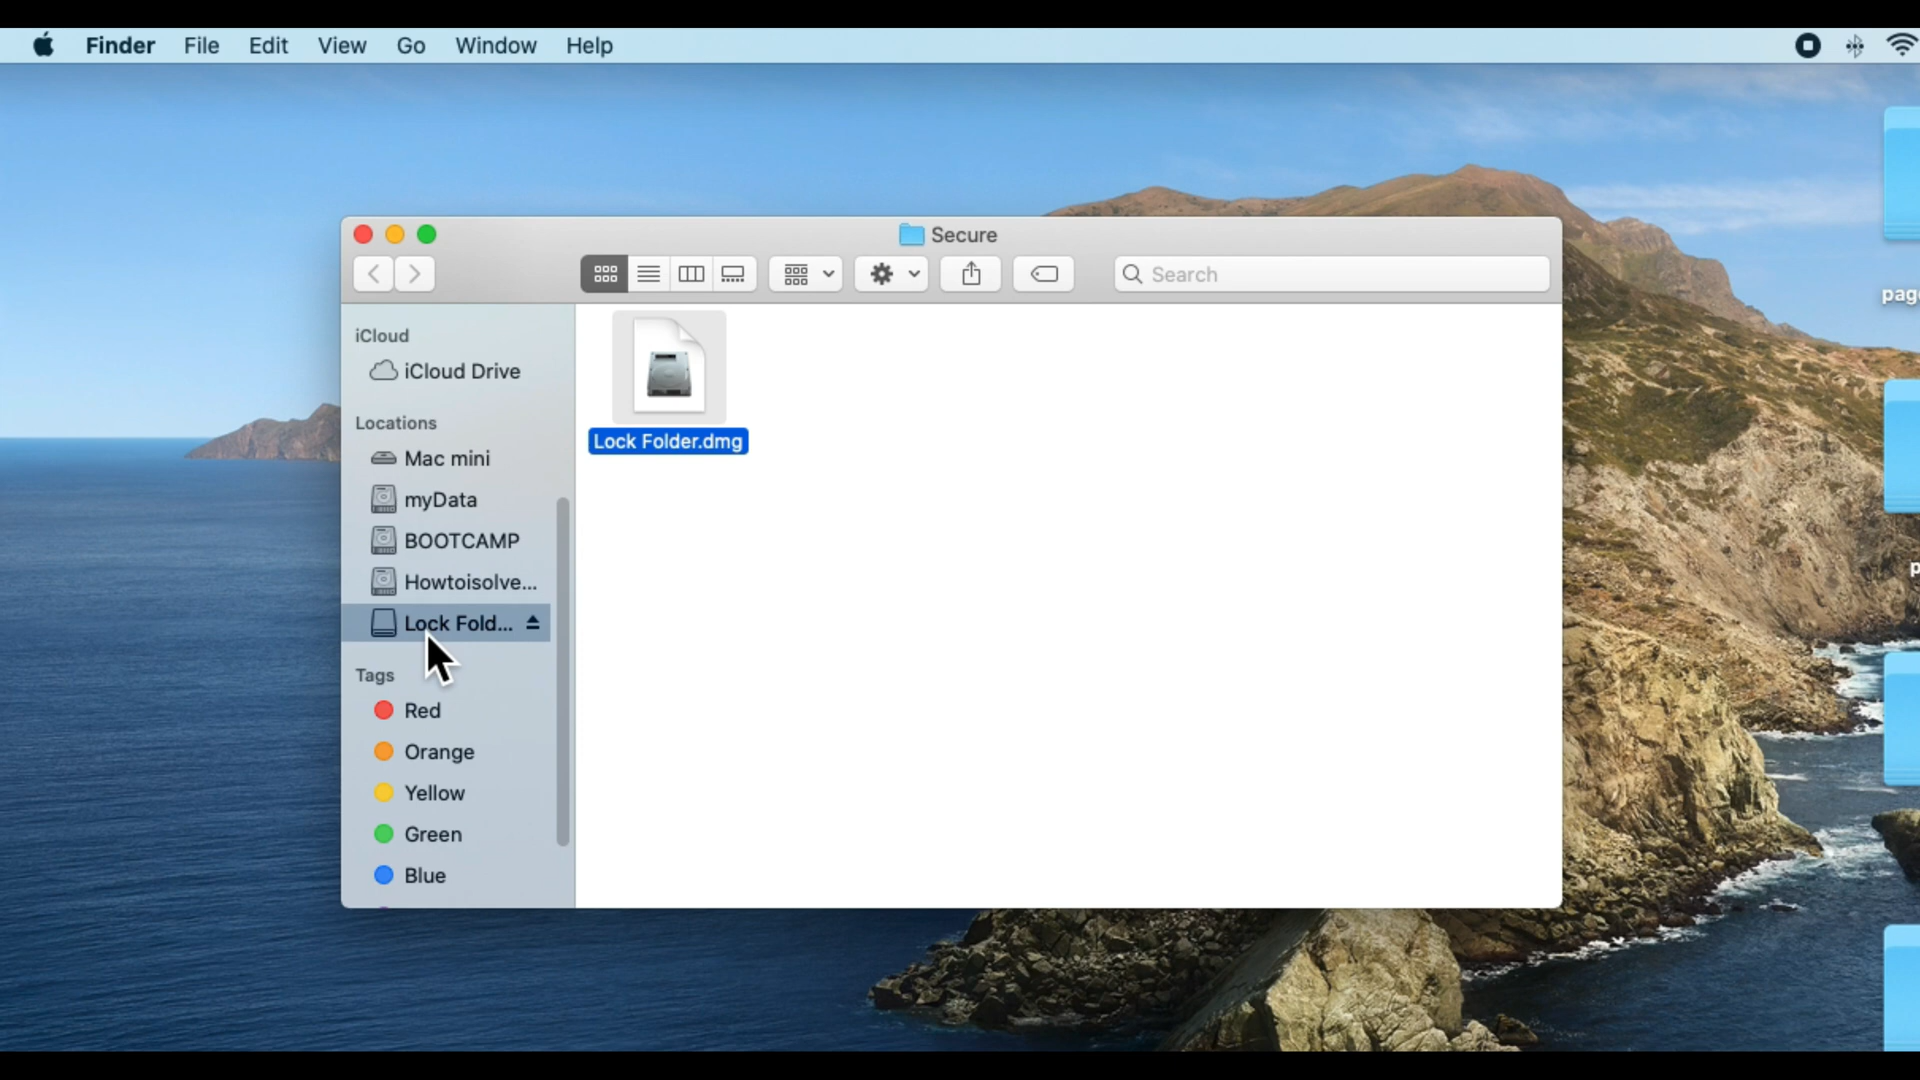 Finder File Edit View Go Window Help
Secure
Search
iCloud
iCloud Drive
Locations
Mac mini
myData
BOOTCAMP
Howtoisolve...
Lock Fold...
Tags
Red
Orange
Yellow
Green
Blue
Lock Folder.dmg
pag
p